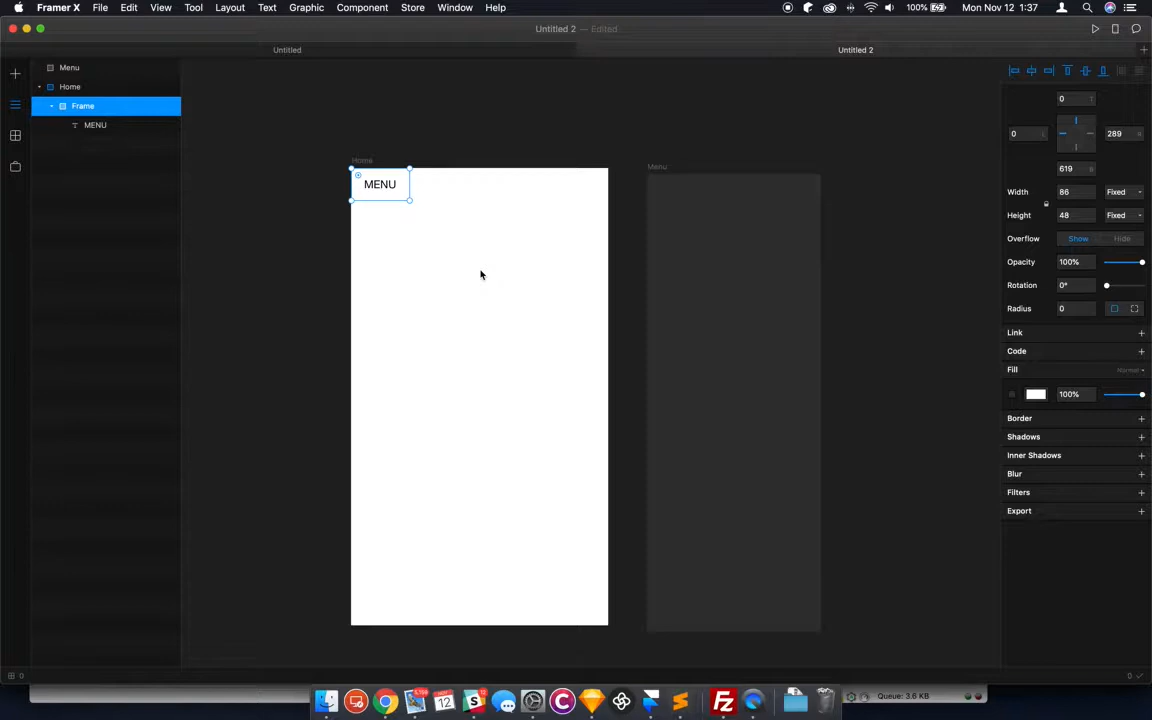 Framer X File Edit View Tool Layout Text Graphic Component Store Window Help 100% Mon Nov 12 1:37
Untitled 2 — Edited
Untitled Untitled 2
Menu
Home
Frame
MENU
Home
MENU
Menu
0 T
0 L 289
619 B
Width 86 Fixed
Height 48 Fixed
Overflow Show Hide
Opacity 100%
Rotation 0°
Radius 0
Link
Code
Fill Normal
100%
Border
Shadows
Inner Shadows
Blur
Filters
Export
0
0
12
Queue: 3.6 KB